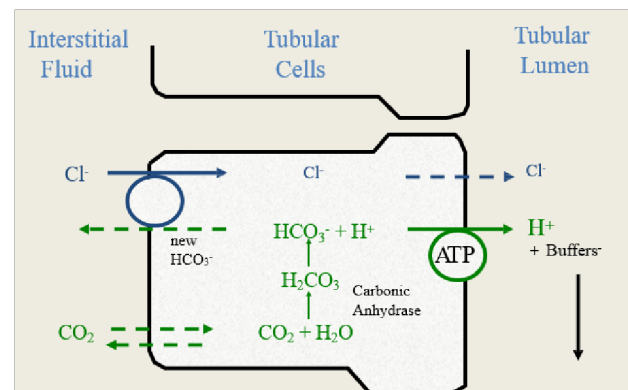 Interstitial
Fluid
Tubular
Cells
Tubular
Lumen
Cl-
Cl-
Cl-
new
HCO₃-
HCO₃- + H+
ATP
H+
+ Buffers-
H₂CO₃
Carbonic
Anhydrase
CO₂
CO₂ + H₂O